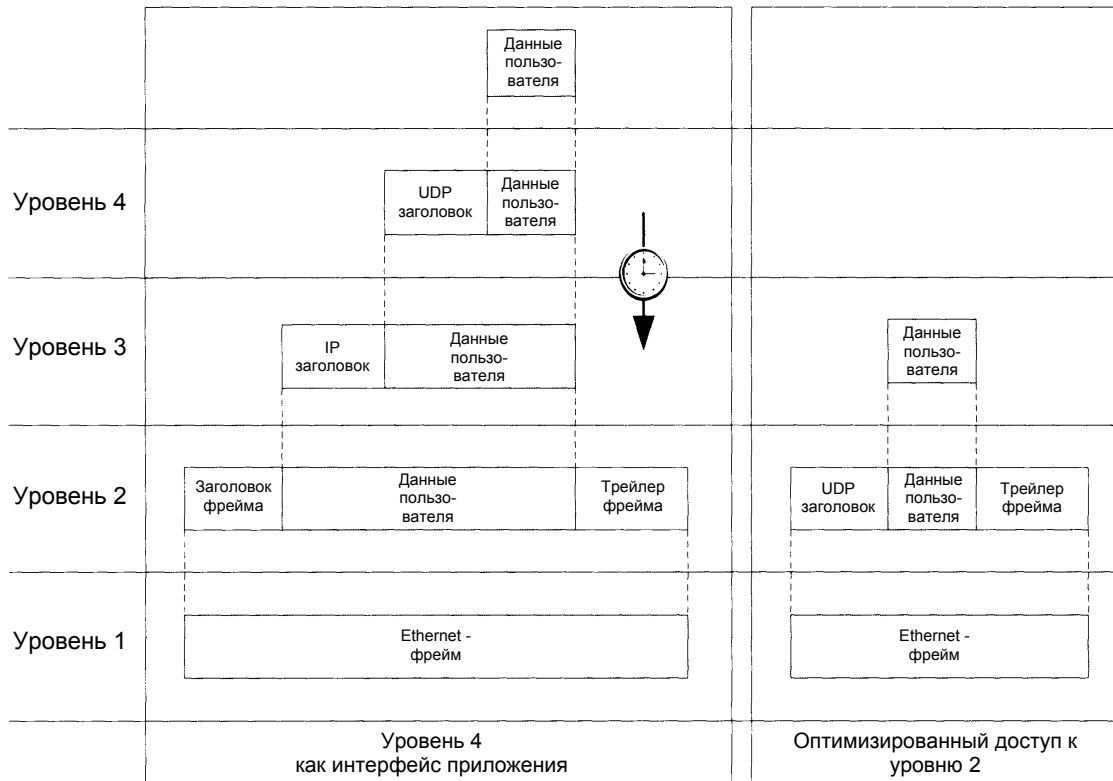 Данные
пользо-
вателя
Уровень 4
UDP
заголовок
Данные
пользо-
вателя
Уровень 3
IP
заголовок
Данные
пользо-
вателя
Данные
пользо-
вателя
Уровень 2
Заголовок
фрейма
Данные
пользо-
вателя
Трейлер
фрейма
UDP
заголовок
Данные
пользо-
вателя
Трейлер
фрейма
Уровень 1
Ethernet -
фрейм
Ethernet -
фрейм
Уровень 4
как интерфейс приложения
Оптимизированный доступ к
уровню 2